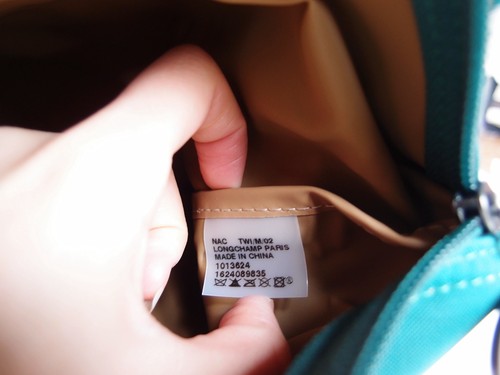 NAC TWI/M/02
LONGCHAMP PARIS
MADE IN CHINA
1013624
1624089835